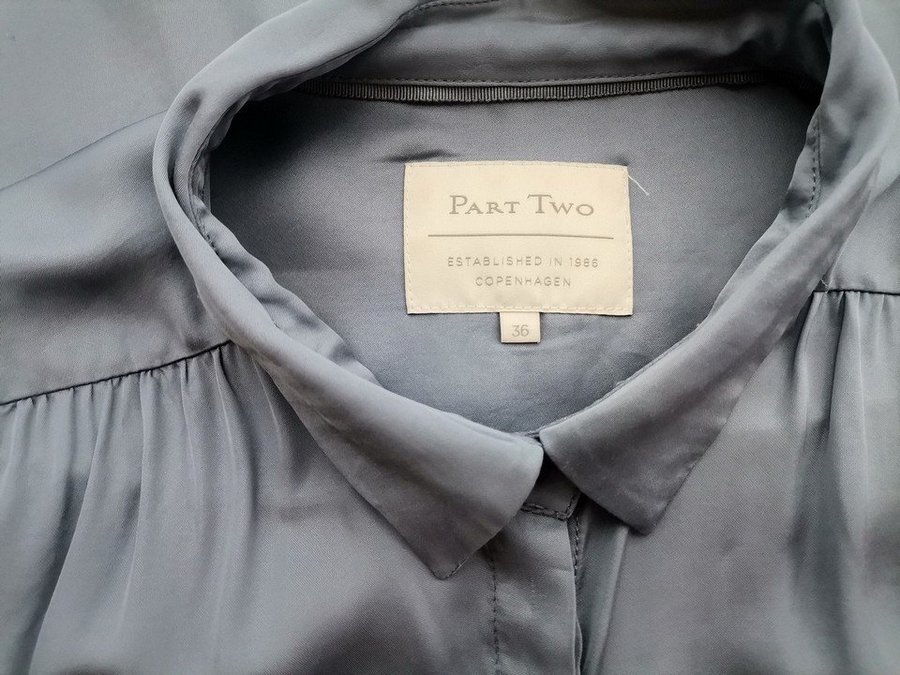 PART TWO
ESTABLISHED IN 1986
COPENHAGEN
36